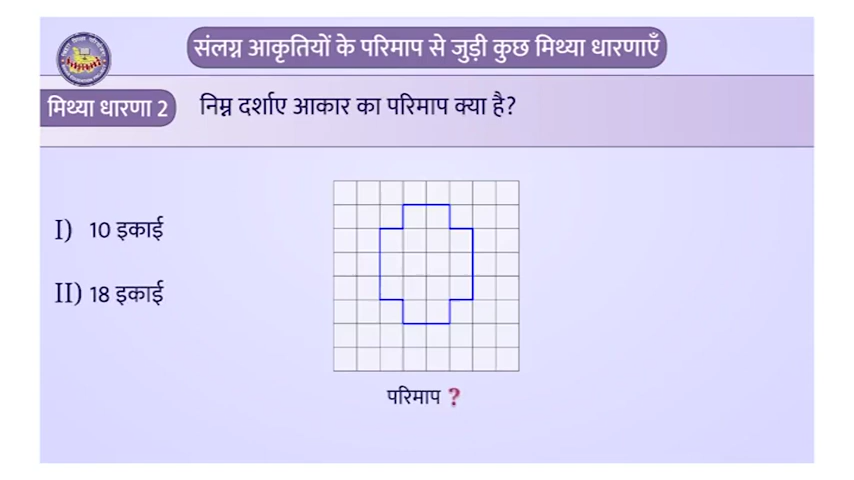 संलग्न आकृतियों के परिमाप से जुड़ी कुछ मिथ्या धारणाएँ
मिथ्या धारणा 2
निम्न दर्शाए आकार का परिमाप क्या है?
I) 10 इकाई
II) 18 इकाई
परिमाप ?